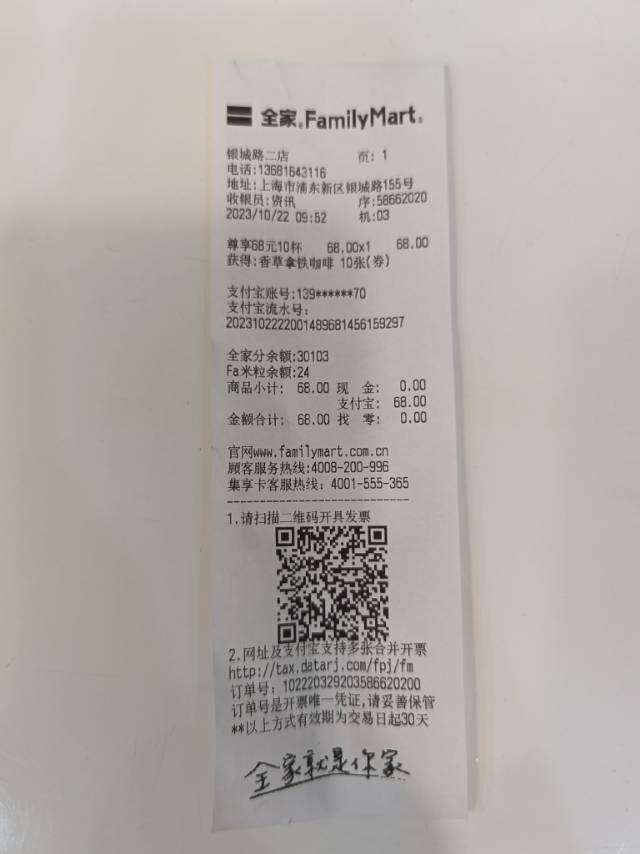 全家®FamilyMart®
银城路二店 页: 1
电话:13681643116
地址:上海市浦东新区银城路155号
收银员:资讯 序:58662020
2023/10/22 09:52 机:03
尊享68元10杯 68.00x1 68.00
获得:香草拿铁咖啡 10张(券)
支付宝账号:139******70
支付宝流水号:
2023102222001489681456159297
全家分余额:30103
Fa米粒余额:24
商品小计: 68.00 现 金: 0.00
支付宝: 68.00
金额合计: 68.00 找 零: 0.00
官网www.familymart.com.cn
顾客服务热线:4008-200-996
集享卡客服热线: 4001-555-365
----------------------------
1.请扫描二维码开具发票
2.网址及支付宝支持多张合并开票
http://tax.datarj.com/fpj/fm
订单号: 102220329203586620200
订单号是开票唯一凭证,请妥善保管
**以上方式有效期为交易日起30天
全家就是你家